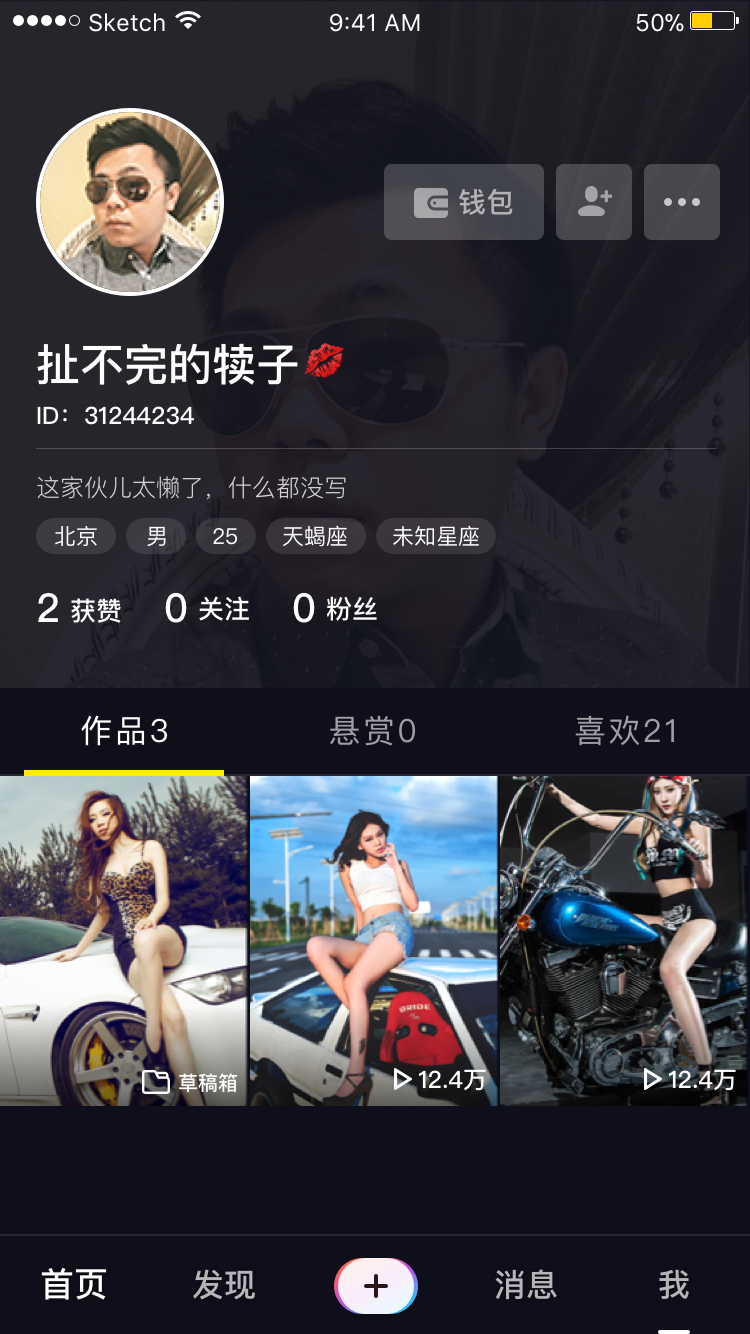 Sketch 9:41 AM 50%
钱包
扯不完的犊子💋
ID：31244234
这家伙儿太懒了，什么都没写
北京 男 25 天蝎座 未知星座
2 获赞 0 关注 0 粉丝
作品3 悬赏0 喜欢21
BRIDE
草稿箱 12.4万 12.4万
首页 发现 消息 我